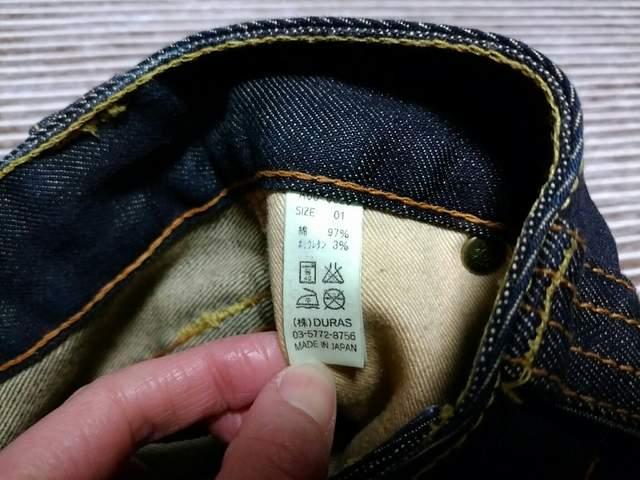 SIZE 01
綿 97%
ポリウレタン 3%
(株)DURAS
03-5772-8756
MADE IN JAPAN